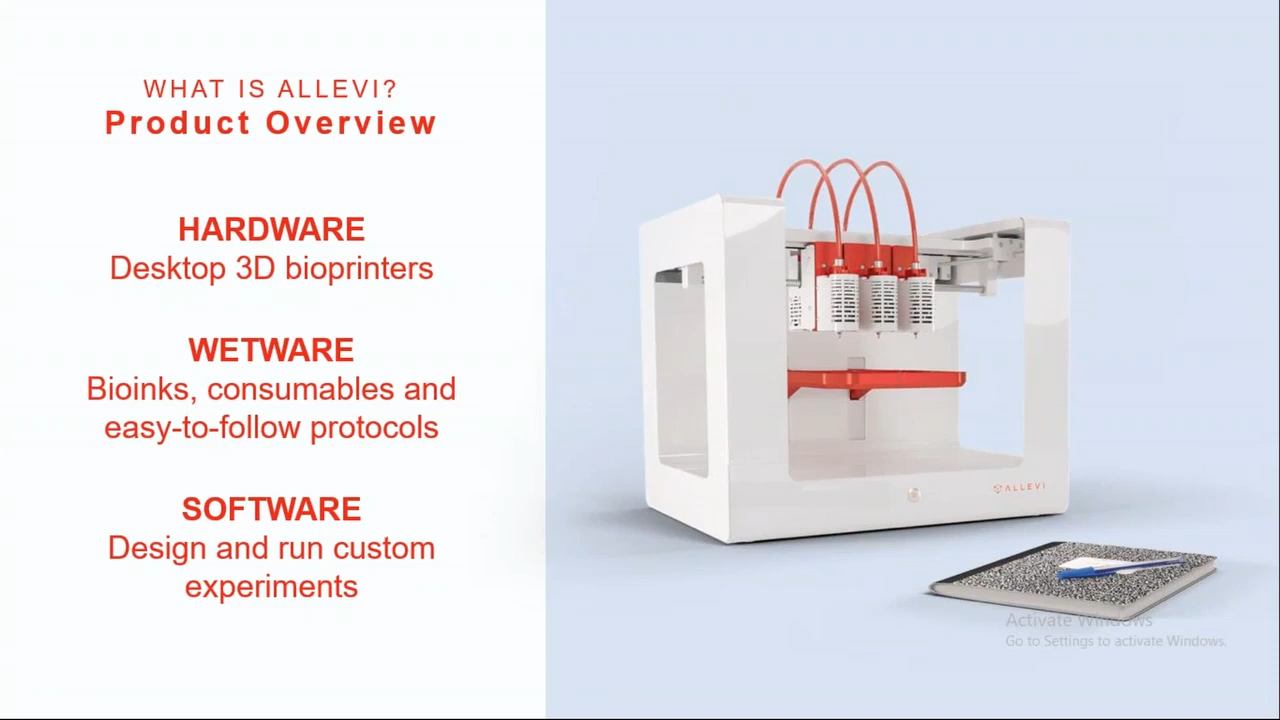 WHAT IS ALLEVI?
Product Overview
HARDWARE
Desktop 3D bioprinters
WETWARE
Bioinks, consumables and
easy-to-follow protocols
SOFTWARE
Design and run custom
experiments
ALLEVI
Activate Windows
Go to Settings to activate Windows.